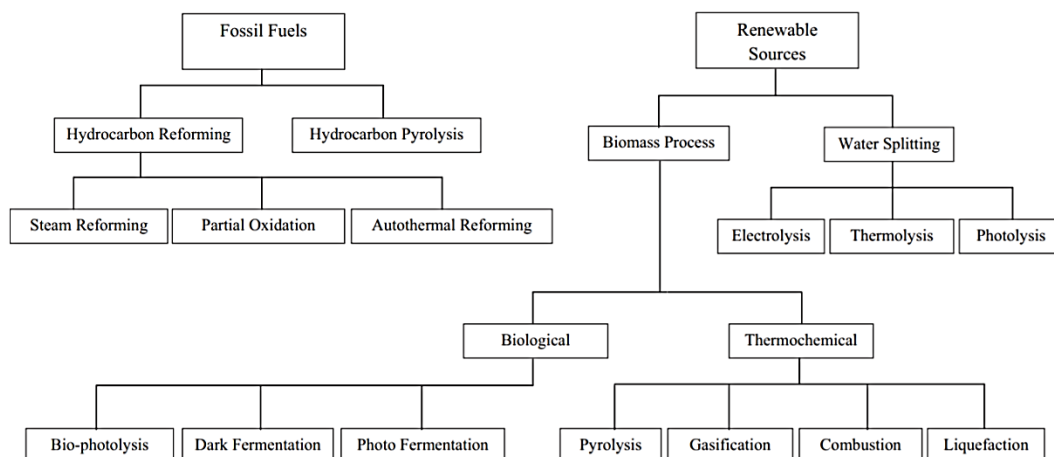 Fossil Fuels
Renewable
Sources
Hydrocarbon Reforming
Hydrocarbon Pyrolysis
Biomass Process
Water Splitting
Steam Reforming
Partial Oxidation
Autothermal Reforming
Electrolysis
Thermolysis
Photolysis
Biological
Thermochemical
Bio-photolysis
Dark Fermentation
Photo Fermentation
Pyrolysis
Gasification
Combustion
Liquefaction